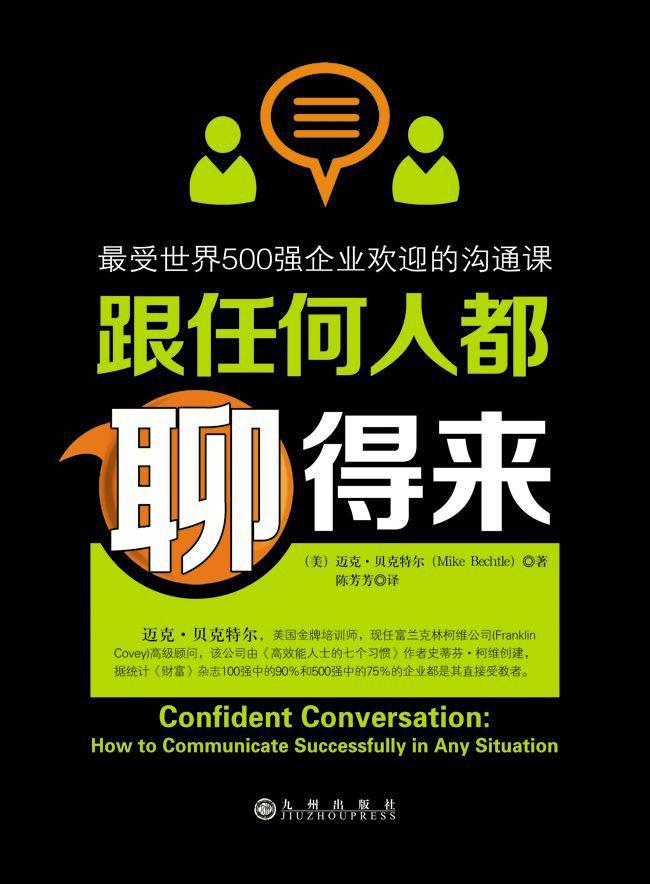 最受世界500强企业欢迎的沟通课
跟任何人都
聊得来
（美）迈克·贝克特尔（Mike Bechtle）◎著
陈芳芳◎译
迈克·贝克特尔，美国金牌培训师，现任富兰克林柯维公司(Franklin
Covey)高级顾问，该公司由《高效能人士的七个习惯》作者史蒂芬·柯维创建，
据统计《财富》杂志100强中的90%和500强中的75%的企业都是其直接受教者。
Confident Conversation:
How to Communicate Successfully in Any Situation
九州出版社
JIUZHOUPRESS